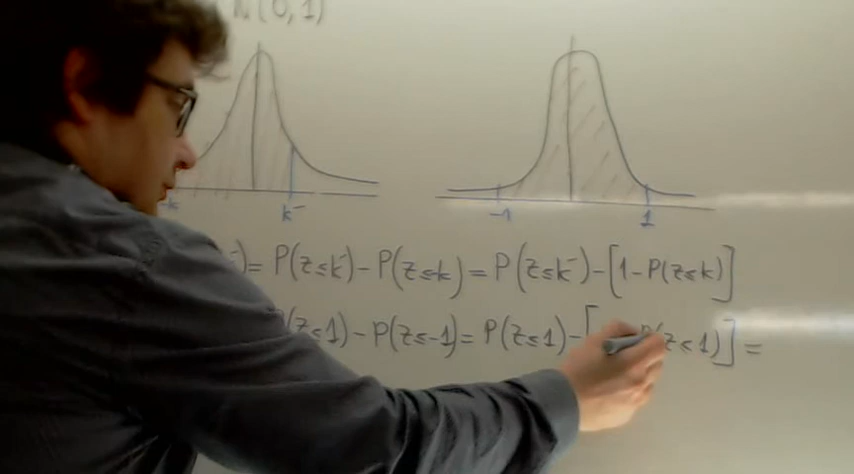 N(0,1)
-k k -1 1
)= P(z≤k)-P(z≤-k)= P(z≤k)-[1-P(z≤k)]
P(z≤1)-P(z≤-1)= P(z≤1)-[ P(z≤1)]=